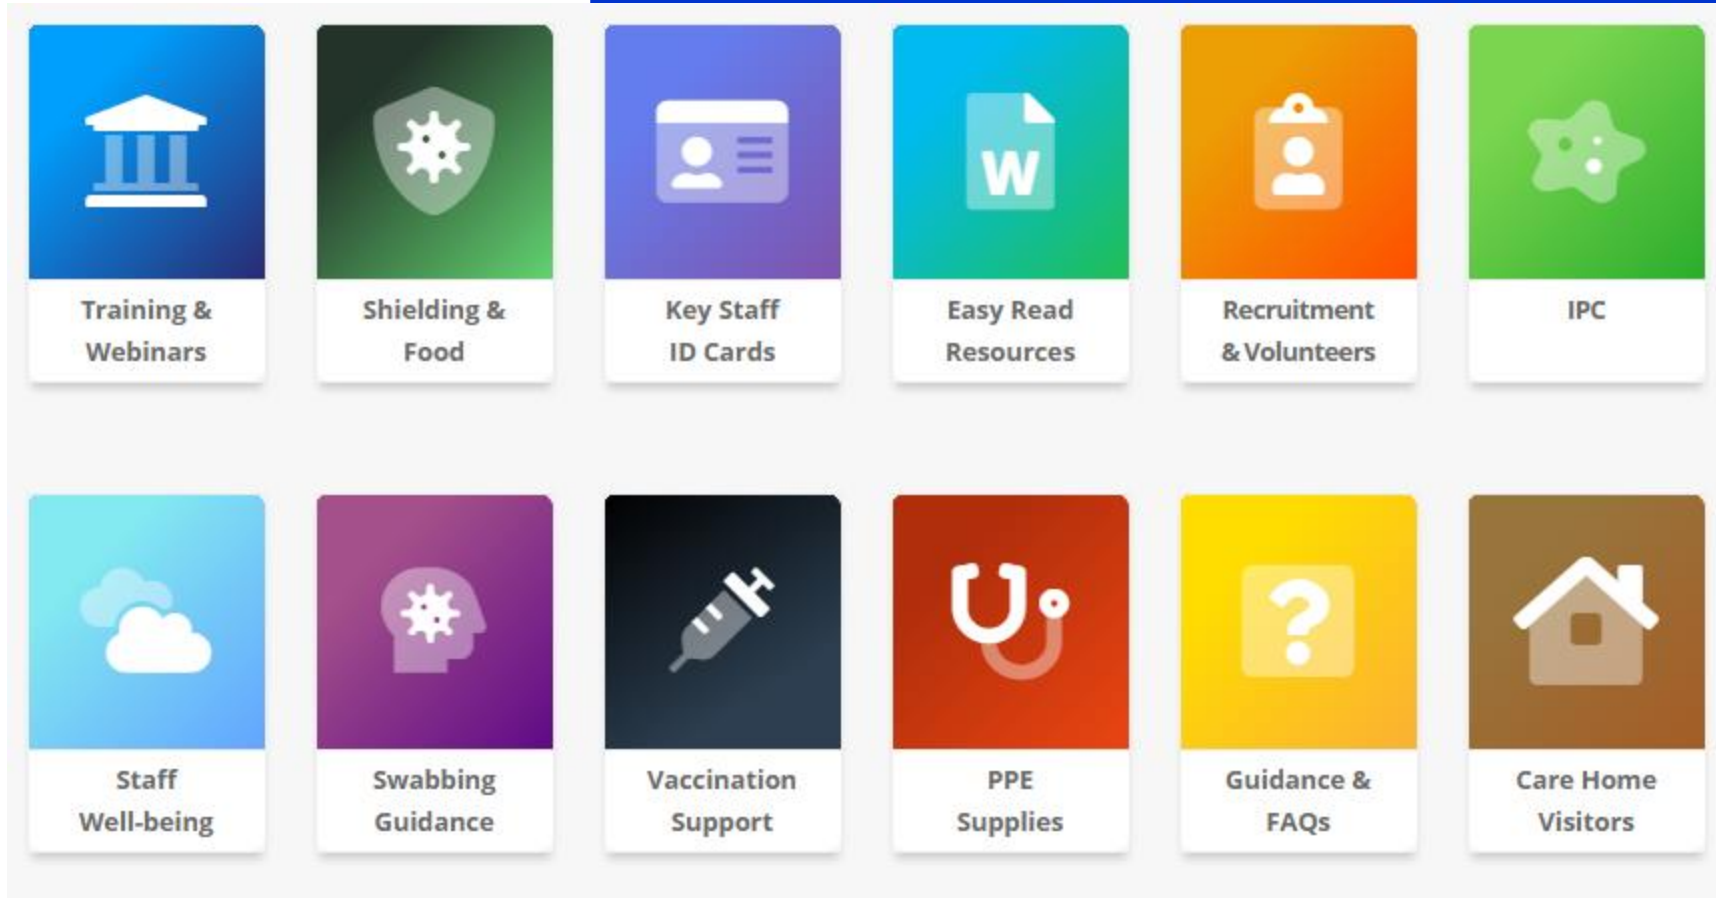 W
Training &
Webinars
Shielding &
Food
Key Staff
ID Cards
Easy Read
Resources
Recruitment
& Volunteers
IPC
?
Staff
Well-being
Swabbing
Guidance
Vaccination
Support
PPE
Supplies
Guidance &
FAQs
Care Home
Visitors